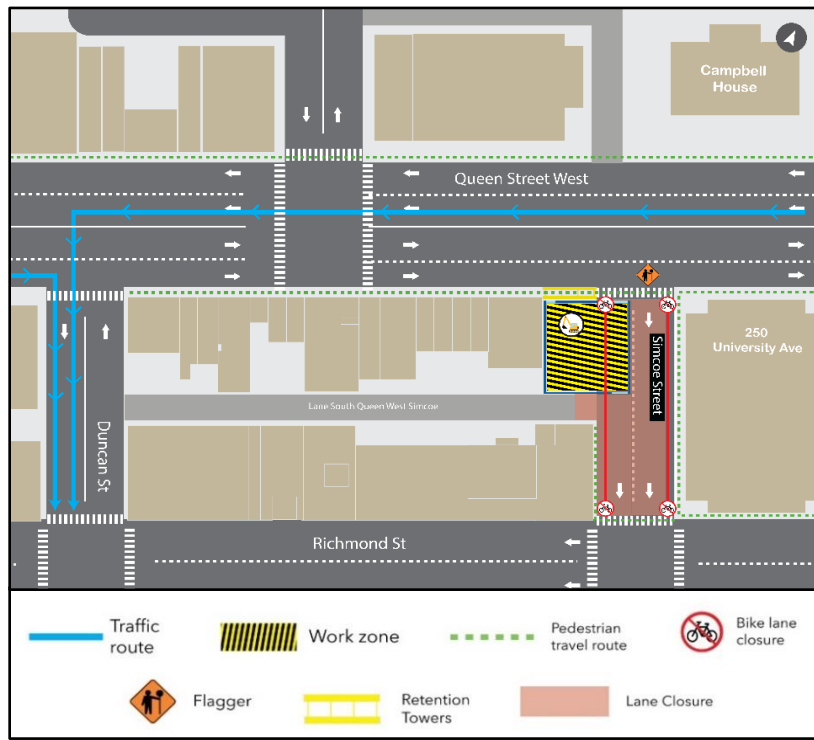 Campbell
House
Queen Street West
250
University Ave
Simcoe Street
Lane South Queen West Simcoe
Duncan St
Richmond St
Traffic
route
Work zone
Pedestrian
travel route
Bike lane
closure
Flagger
Retention
Towers
Lane Closure